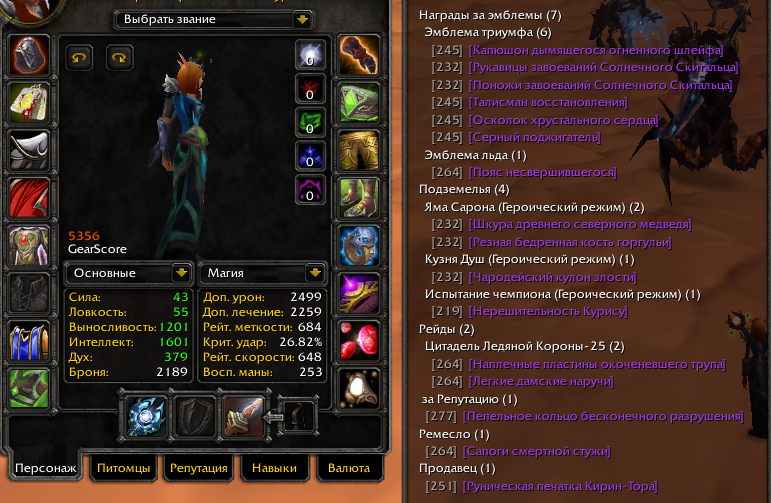 Выбрать звание
0
0
0
0
0
5356
GearScore
Основные
Магия
Сила: 43
Ловкость: 55
Выносливость: 1201
Интеллект: 1601
Дух: 379
Броня: 2189
Доп. урон: 2499
Доп. лечение: 2259
Рейт. меткости: 684
Крит. удар: 26.82%
Рейт. скорости: 648
Восп. маны: 253
Персонаж
Питомцы
Репутация
Навыки
Валюта
Награды за эмблемы (7)
Эмблема триумфа (6)
[245] [Капюшон дымящегося огненного шлейфа]
[232] [Рукавицы завоеваний Солнечного Скитальца]
[232] [Поножи завоеваний Солнечного Скитальца]
[245] [Талисман восстановления]
[245] [Осколок хрустального сердца]
[245] [Серный поджигатель]
Эмблема льда (1)
[264] [Пояс несвершившегося]
Подземелья (4)
Яма Сарона (Героический режим) (2)
[232] [Шкура древнего северного медведя]
[232] [Резная бедренная кость горгульи]
Кузня Душ (Героический режим) (1)
[232] [Чародейский кулон злости]
Испытание чемпиона (Героический режим) (1)
[219] [Нерешительность Курису]
Рейды (2)
Цитадель Ледяной Короны-25 (2)
[264] [Наплечные пластины окоченевшего трупа]
[264] [Легкие дамские наручи]
за Репутацию (1)
[277] [Пепельное кольцо бесконечного разрушения]
Ремесло (1)
[264] [Сапоги смертной стужи]
Продавец (1)
[251] [Руническая печатка Кирин-Тора]